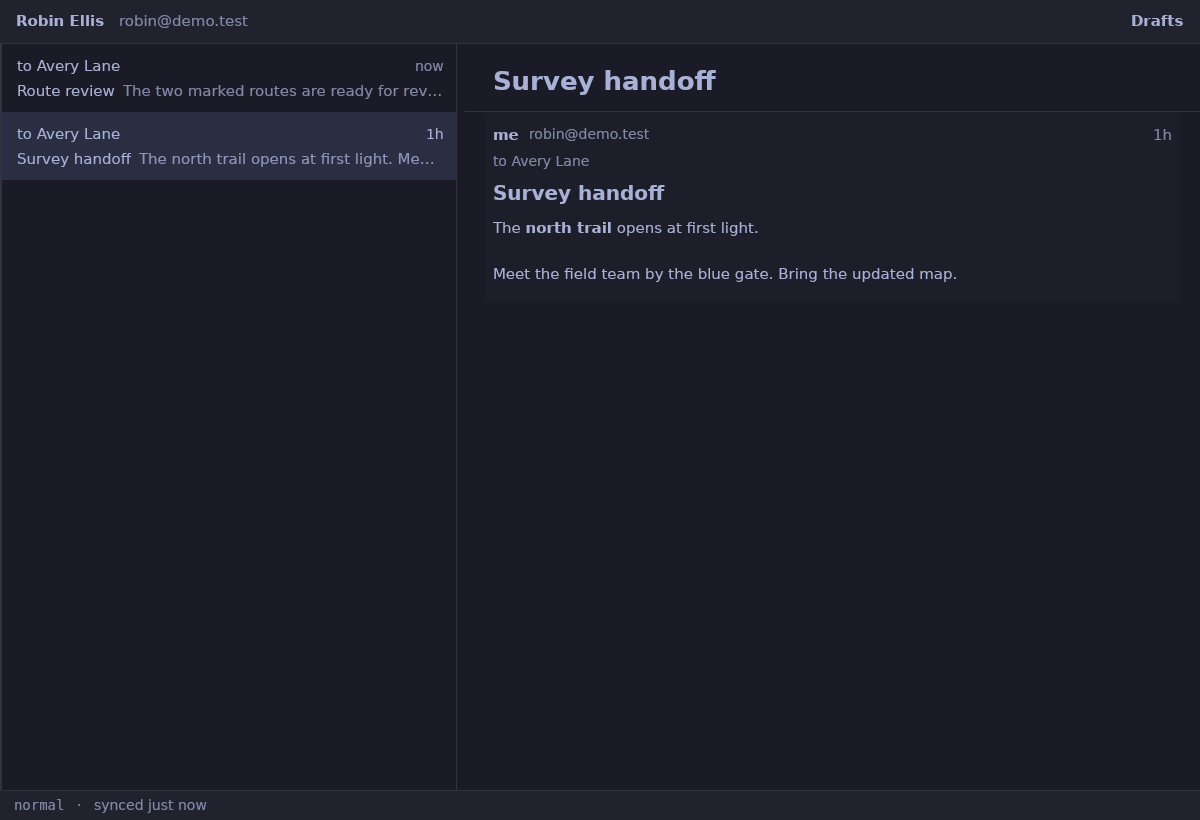 Robin Ellis robin@demo.test Drafts
to Avery Lane now
Route review The two marked routes are ready for rev…
to Avery Lane 1h
Survey handoff The north trail opens at first light. Me…
Survey handoff
me robin@demo.test 1h
to Avery Lane
Survey handoff
The north trail opens at first light.
Meet the field team by the blue gate. Bring the updated map.
normal · synced just now